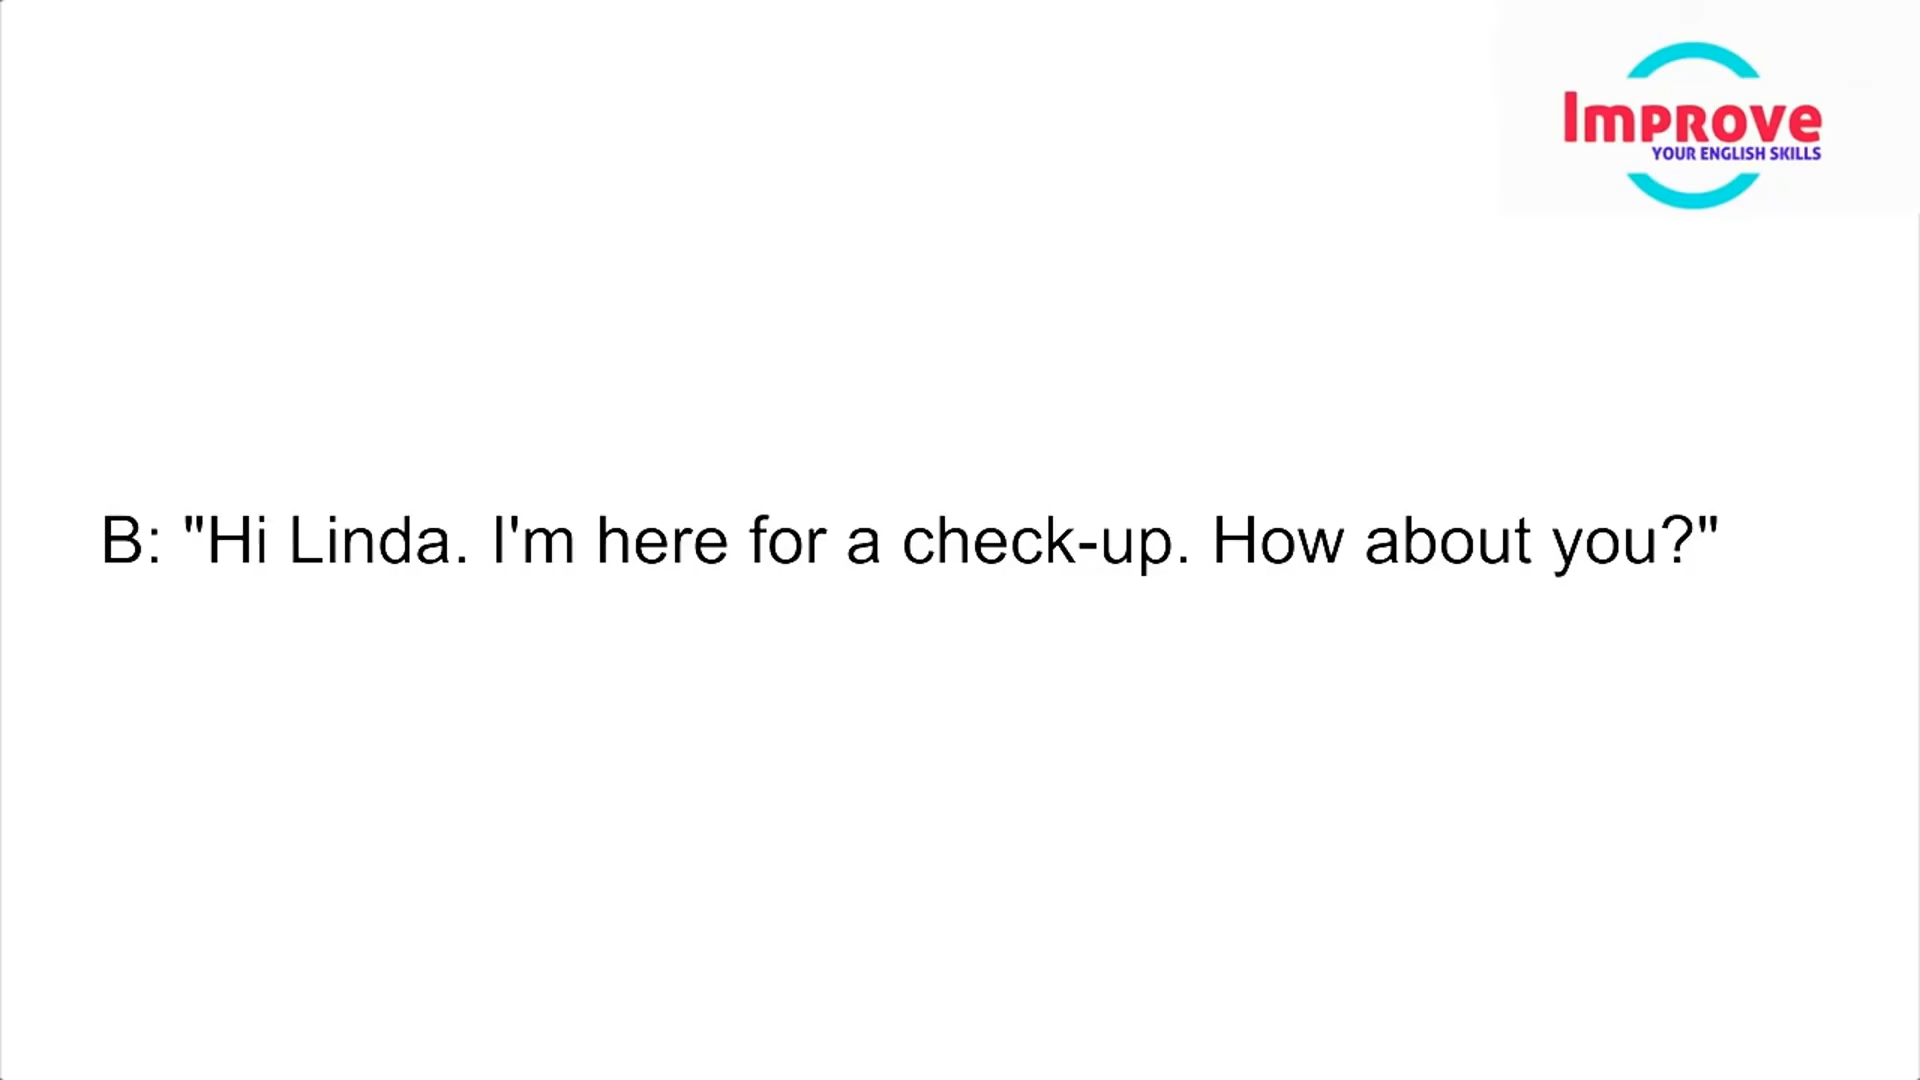 Improve
YOUR ENGLISH SKILLS
B: "Hi Linda. I'm here for a check-up. How about you?"